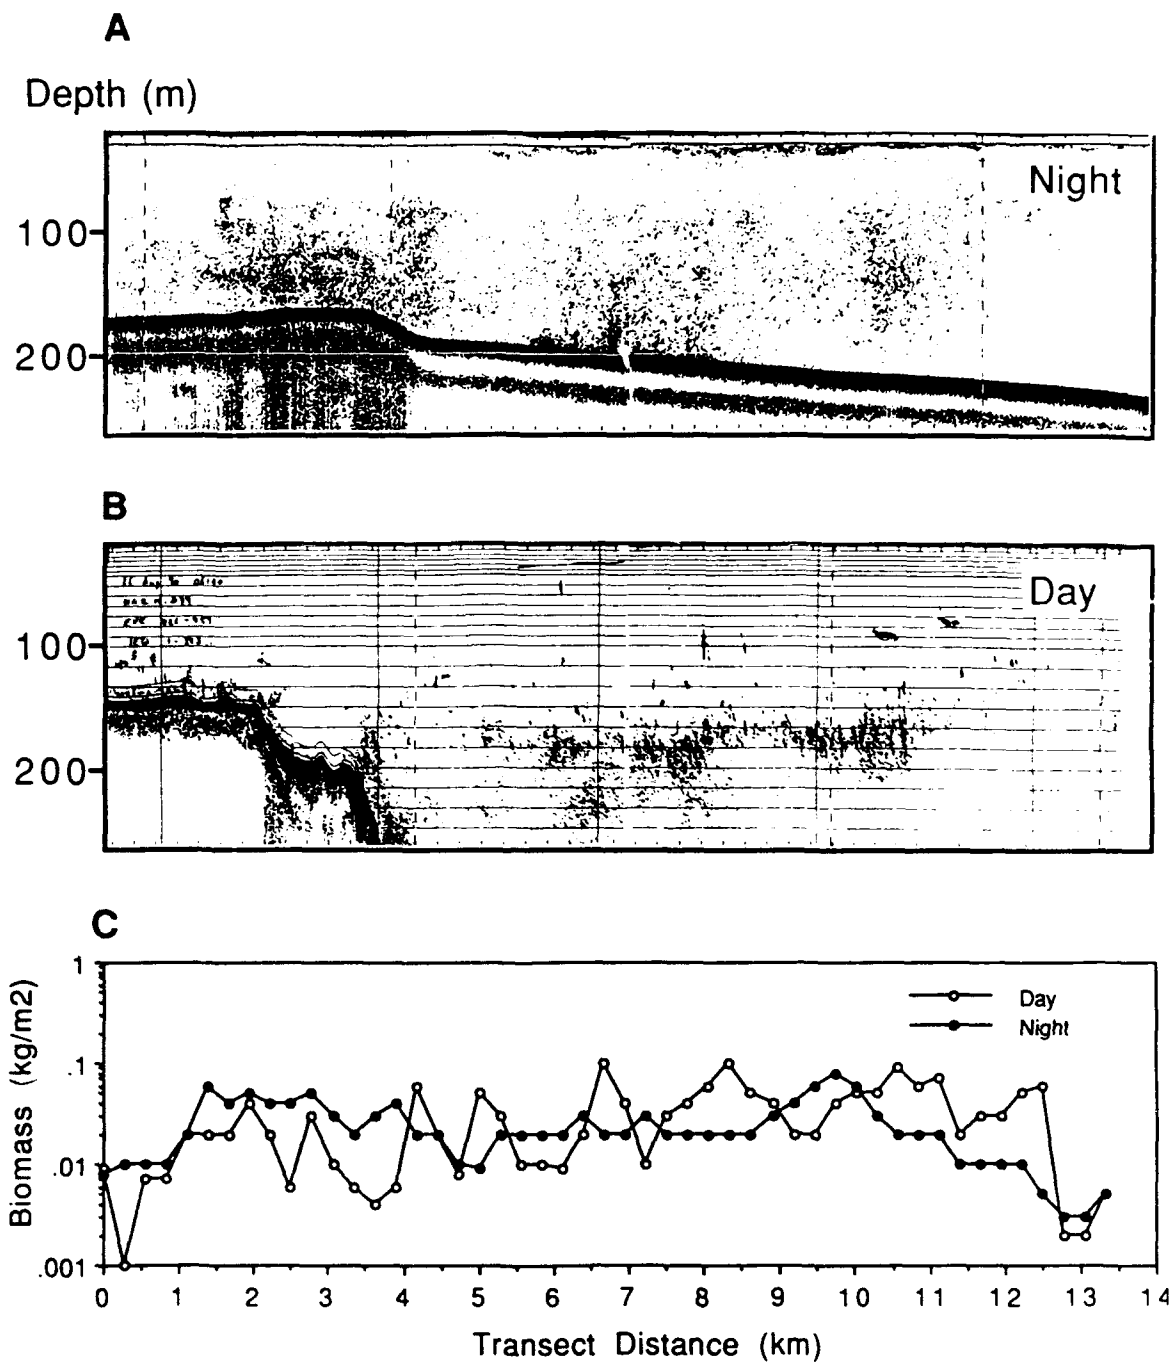 A
Depth (m)
Night
100
200
B
Day
100
200
C
Biomass (kg/m2)
1
.1
.01
.001
Day
Night
0 1 2 3 4 5 6 7 8 9 10 11 12 13 14
Transect Distance (km)